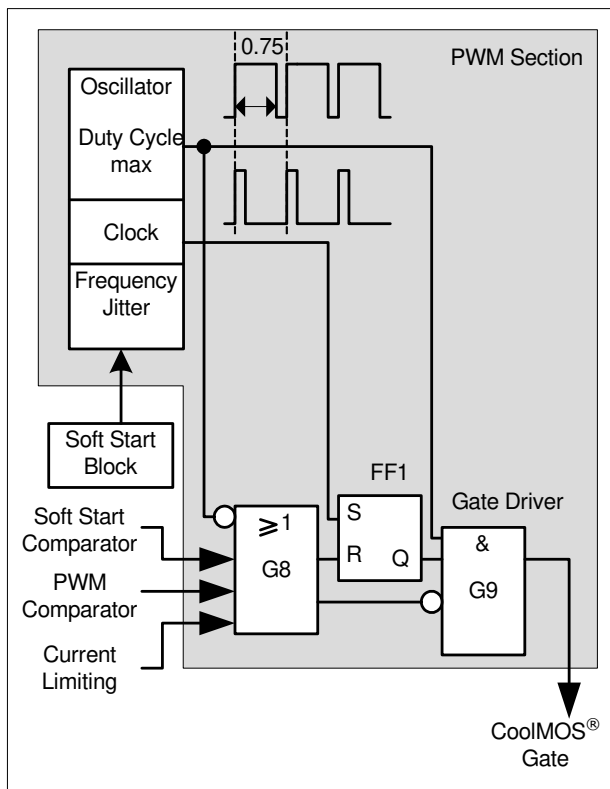 0.75
PWM Section
Oscillator
Duty Cycle
max
Clock
Frequency
Jitter
Soft Start
Block
FF1
Gate Driver
Soft Start
Comparator
PWM
Comparator
Current
Limiting
⩾1
G8
S
R
Q
&
G9
CoolMOS®
Gate